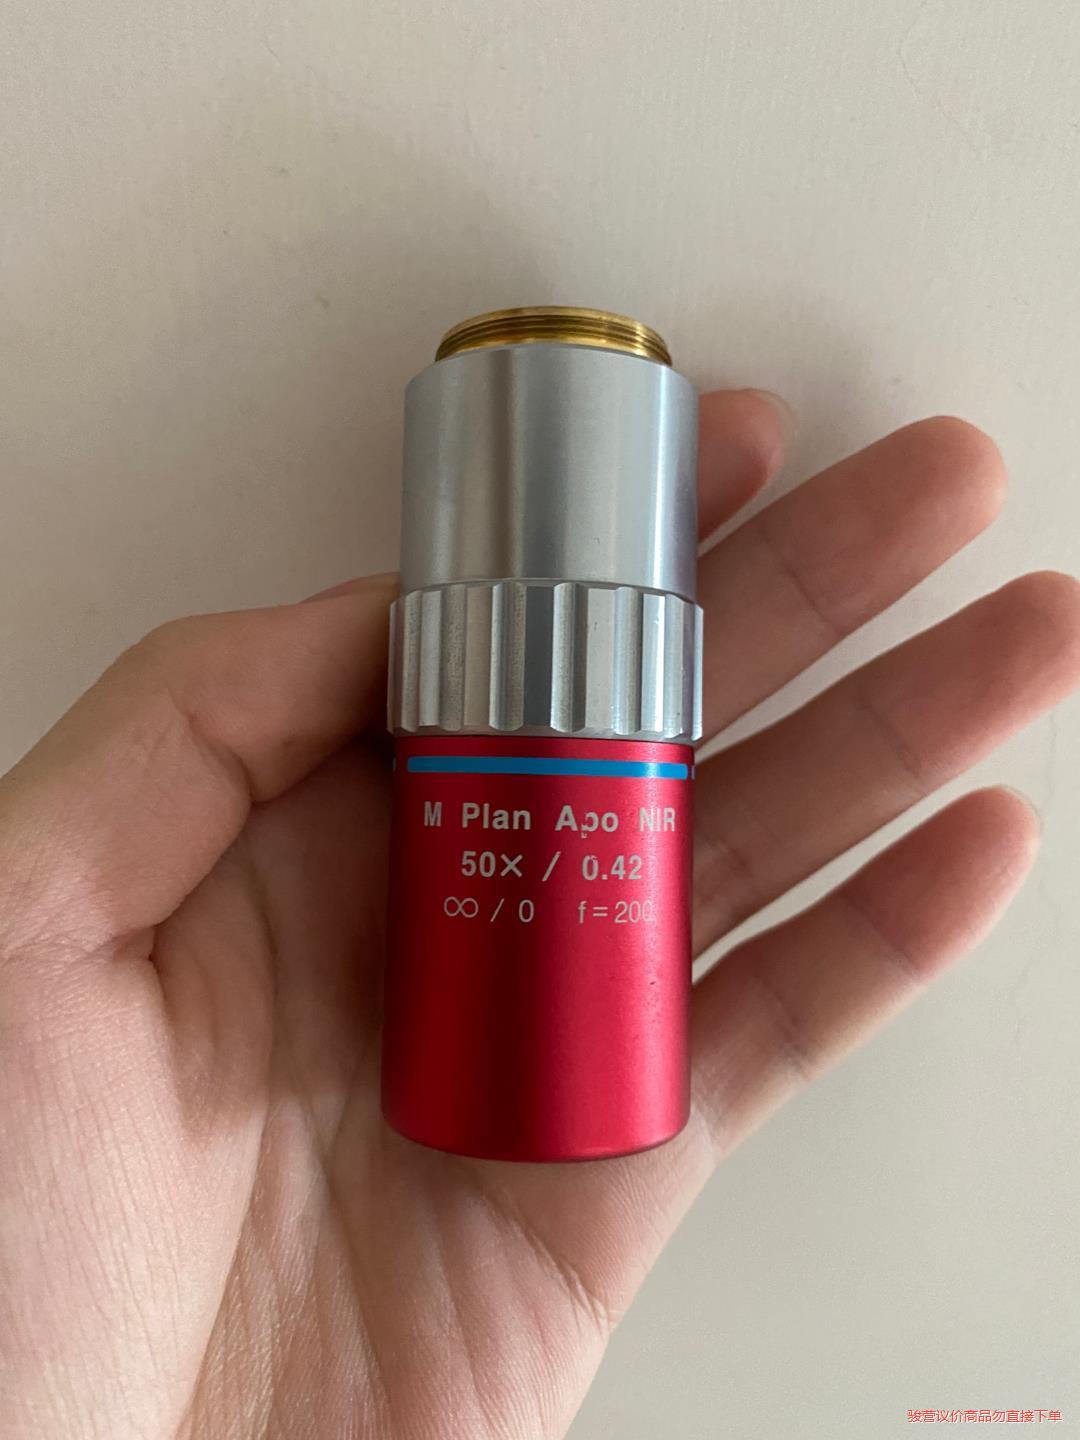 M Plan Apo NIR
50× / 0.42
∞ / 0 f = 200
骏营议价商品勿直接下单